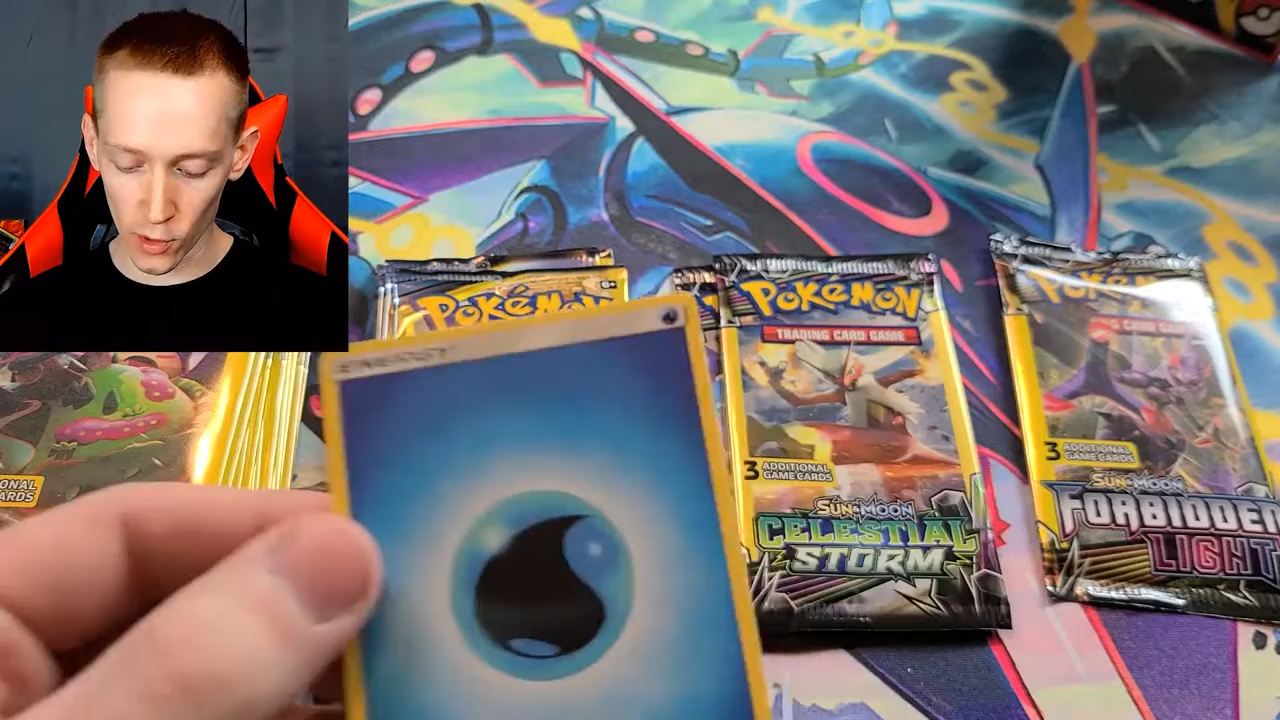 POKéMON
ENERGY
POKéMON
TRADING CARD GAME
3 ADDITIONAL
GAME CARDS
SUN & MOON
CELESTIAL
STORM
3 ADDITIONAL
GAME CARDS
SUN & MOON
FORBIDDEN
LIGHT
ONAL
ARDS